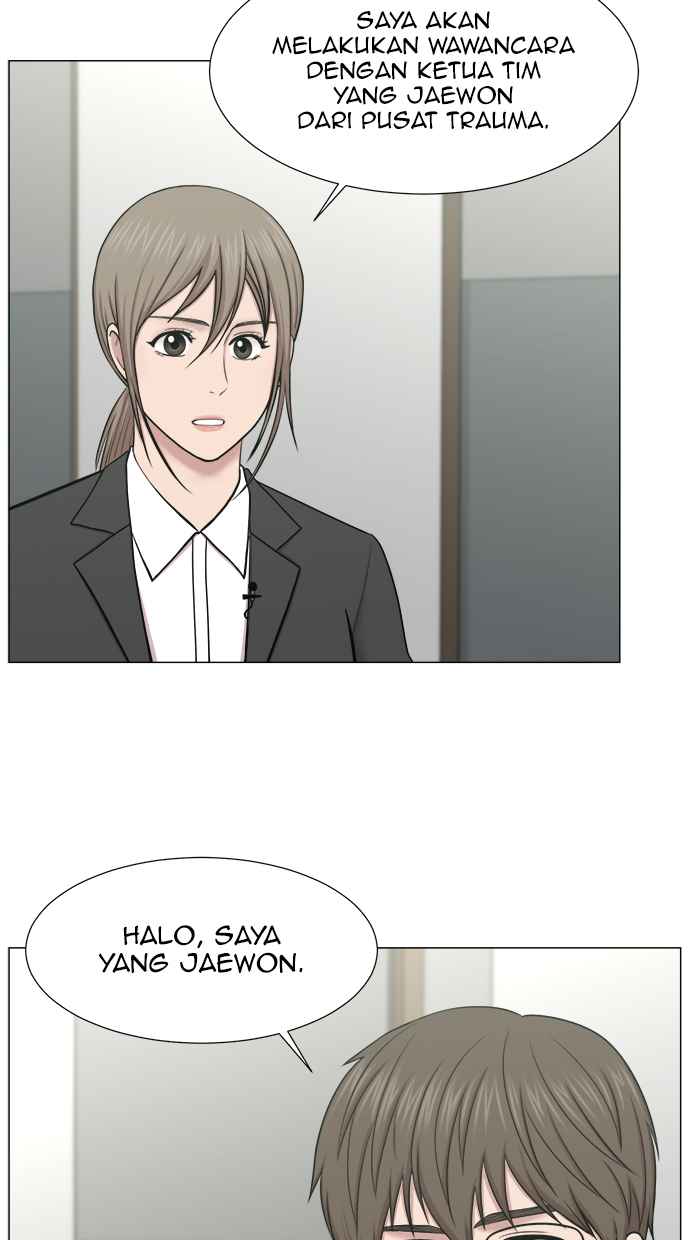 SAYA AKAN
MELAKUKAN WAWANCARA
DENGAN KETUA TIM
YANG JAEWON
DARI PUSAT TRAUMA.
HALO, SAYA
YANG JAEWON.